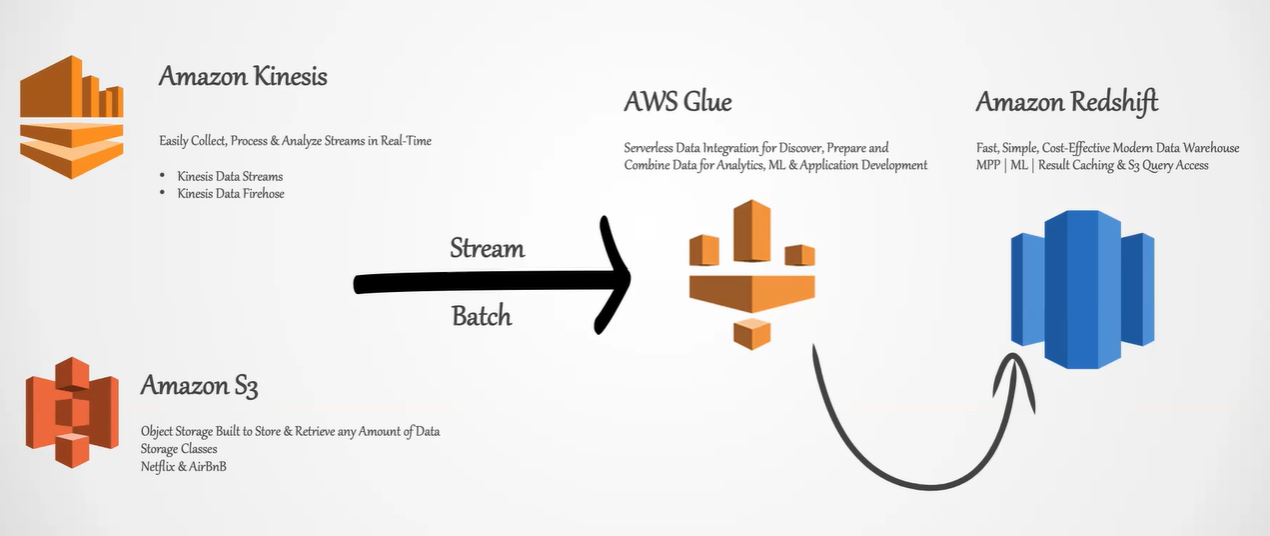 Amazon Kinesis
Easily Collect, Process & Analyze Streams in Real-Time
• Kinesis Data Streams
• Kinesis Data Firehose
Stream
Batch
Amazon S3
Object Storage Built to Store & Retrieve any Amount of Data
Storage Classes
Netflix & AirBnB
AWS Glue
Serverless Data Integration for Discover, Prepare and
Combine Data for Analytics, ML & Application Development
Amazon Redshift
Fast, Simple, Cost-Effective Modern Data Warehouse
MPP | ML | Result Caching & S3 Query Access